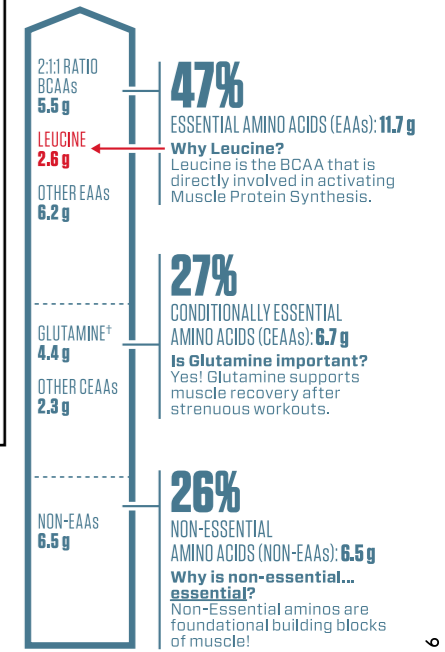 2:1:1 RATIO
BCAAs
5.5 g
LEUCINE
2.6 g
OTHER EAAs
6.2 g
47%
ESSENTIAL AMINO ACIDS (EAAs): 11.7 g
Why Leucine?
Leucine is the BCAA that is
directly involved in activating
Muscle Protein Synthesis.
GLUTAMINE†
4.4 g
OTHER CEAAs
2.3 g
27%
CONDITIONALLY ESSENTIAL
AMINO ACIDS (CEAAs): 6.7 g
Is Glutamine important?
Yes! Glutamine supports
muscle recovery after
strenuous workouts.
NON-EAAs
6.5 g
26%
NON-ESSENTIAL
AMINO ACIDS (NON-EAAs): 6.5 g
Why is non-essential...
essential?
Non-Essential aminos are
foundational building blocks
of muscle!
6